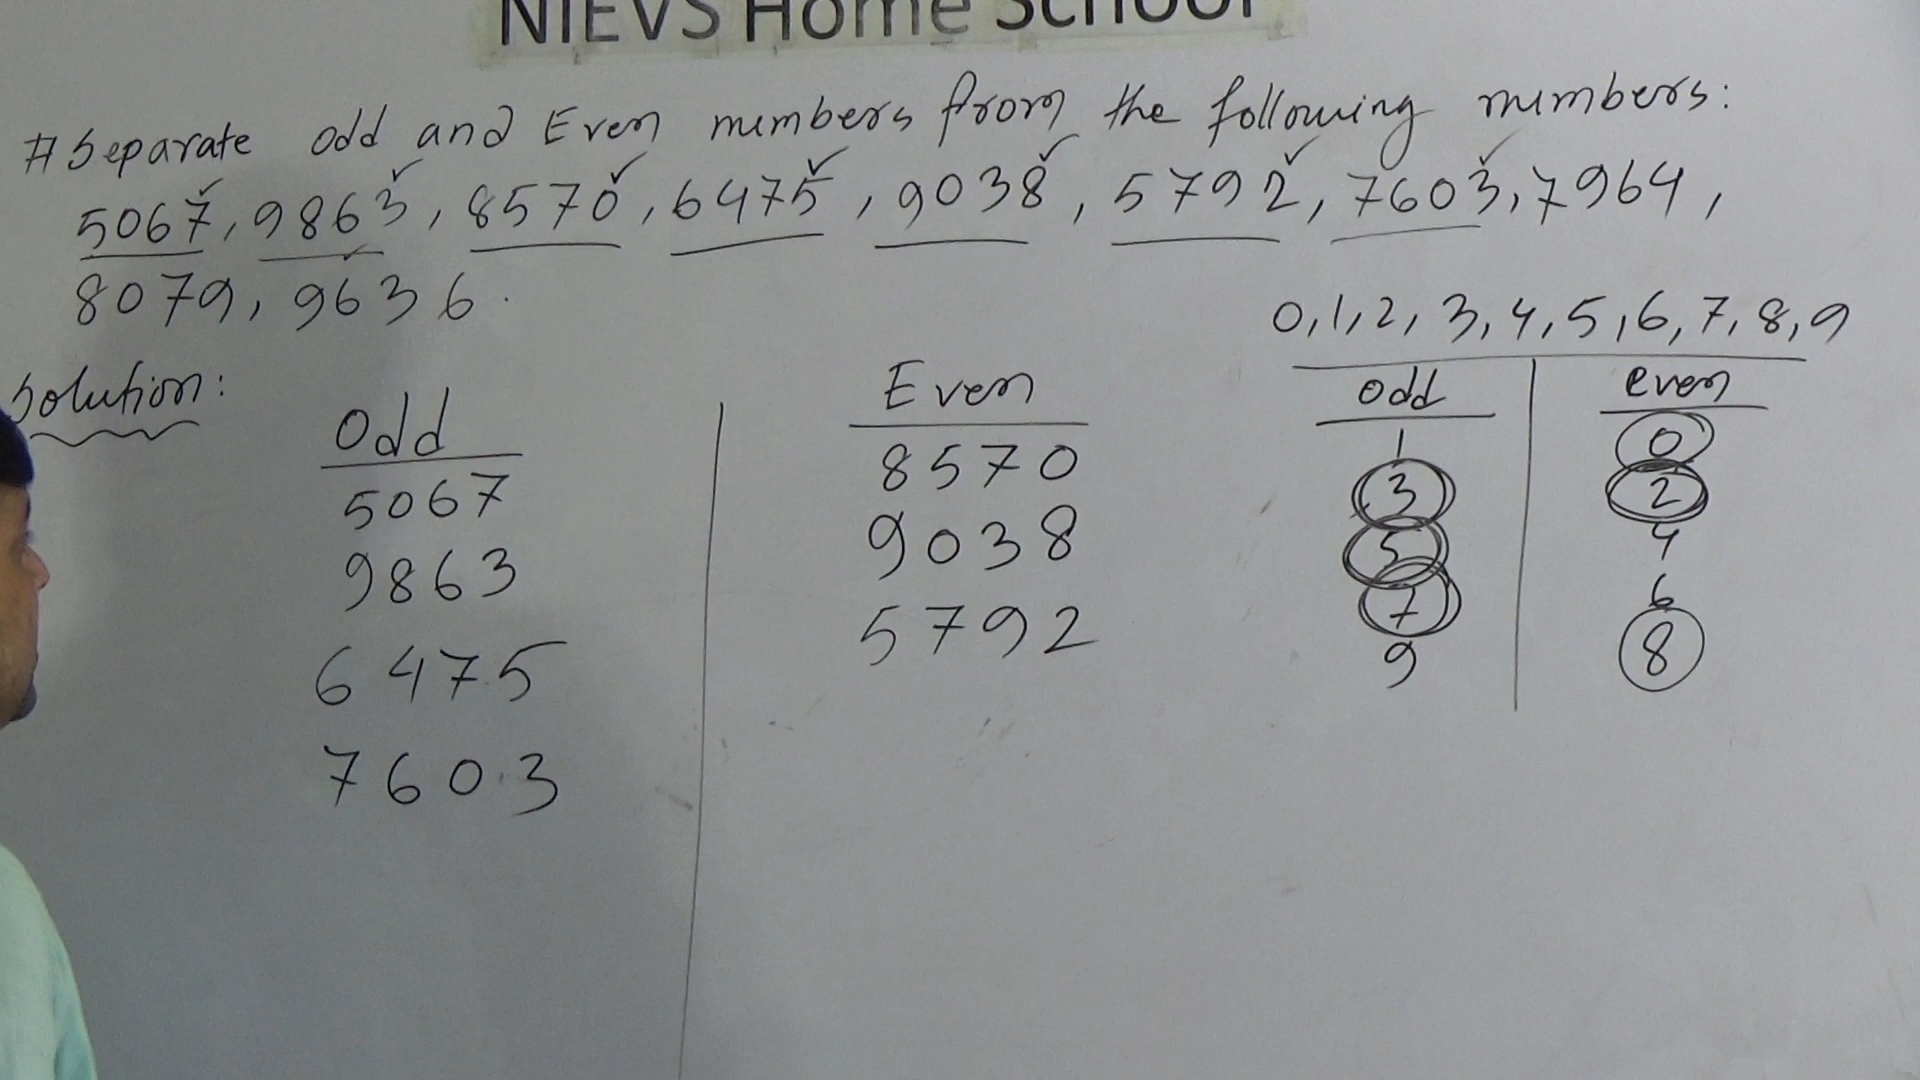 NIEVS Home School
# Separate odd and Even numbers from the following numbers:
5067, 9863, 8570, 6475, 9038, 5792, 7603, 7964,
8079, 9636.
0, 1, 2, 3, 4, 5, 6, 7, 8, 9
Solution:
Odd
5067
9863
6475
7603
Even
8570
9038
5792
odd
1
3
5
7
9
even
0
2
4
6
8